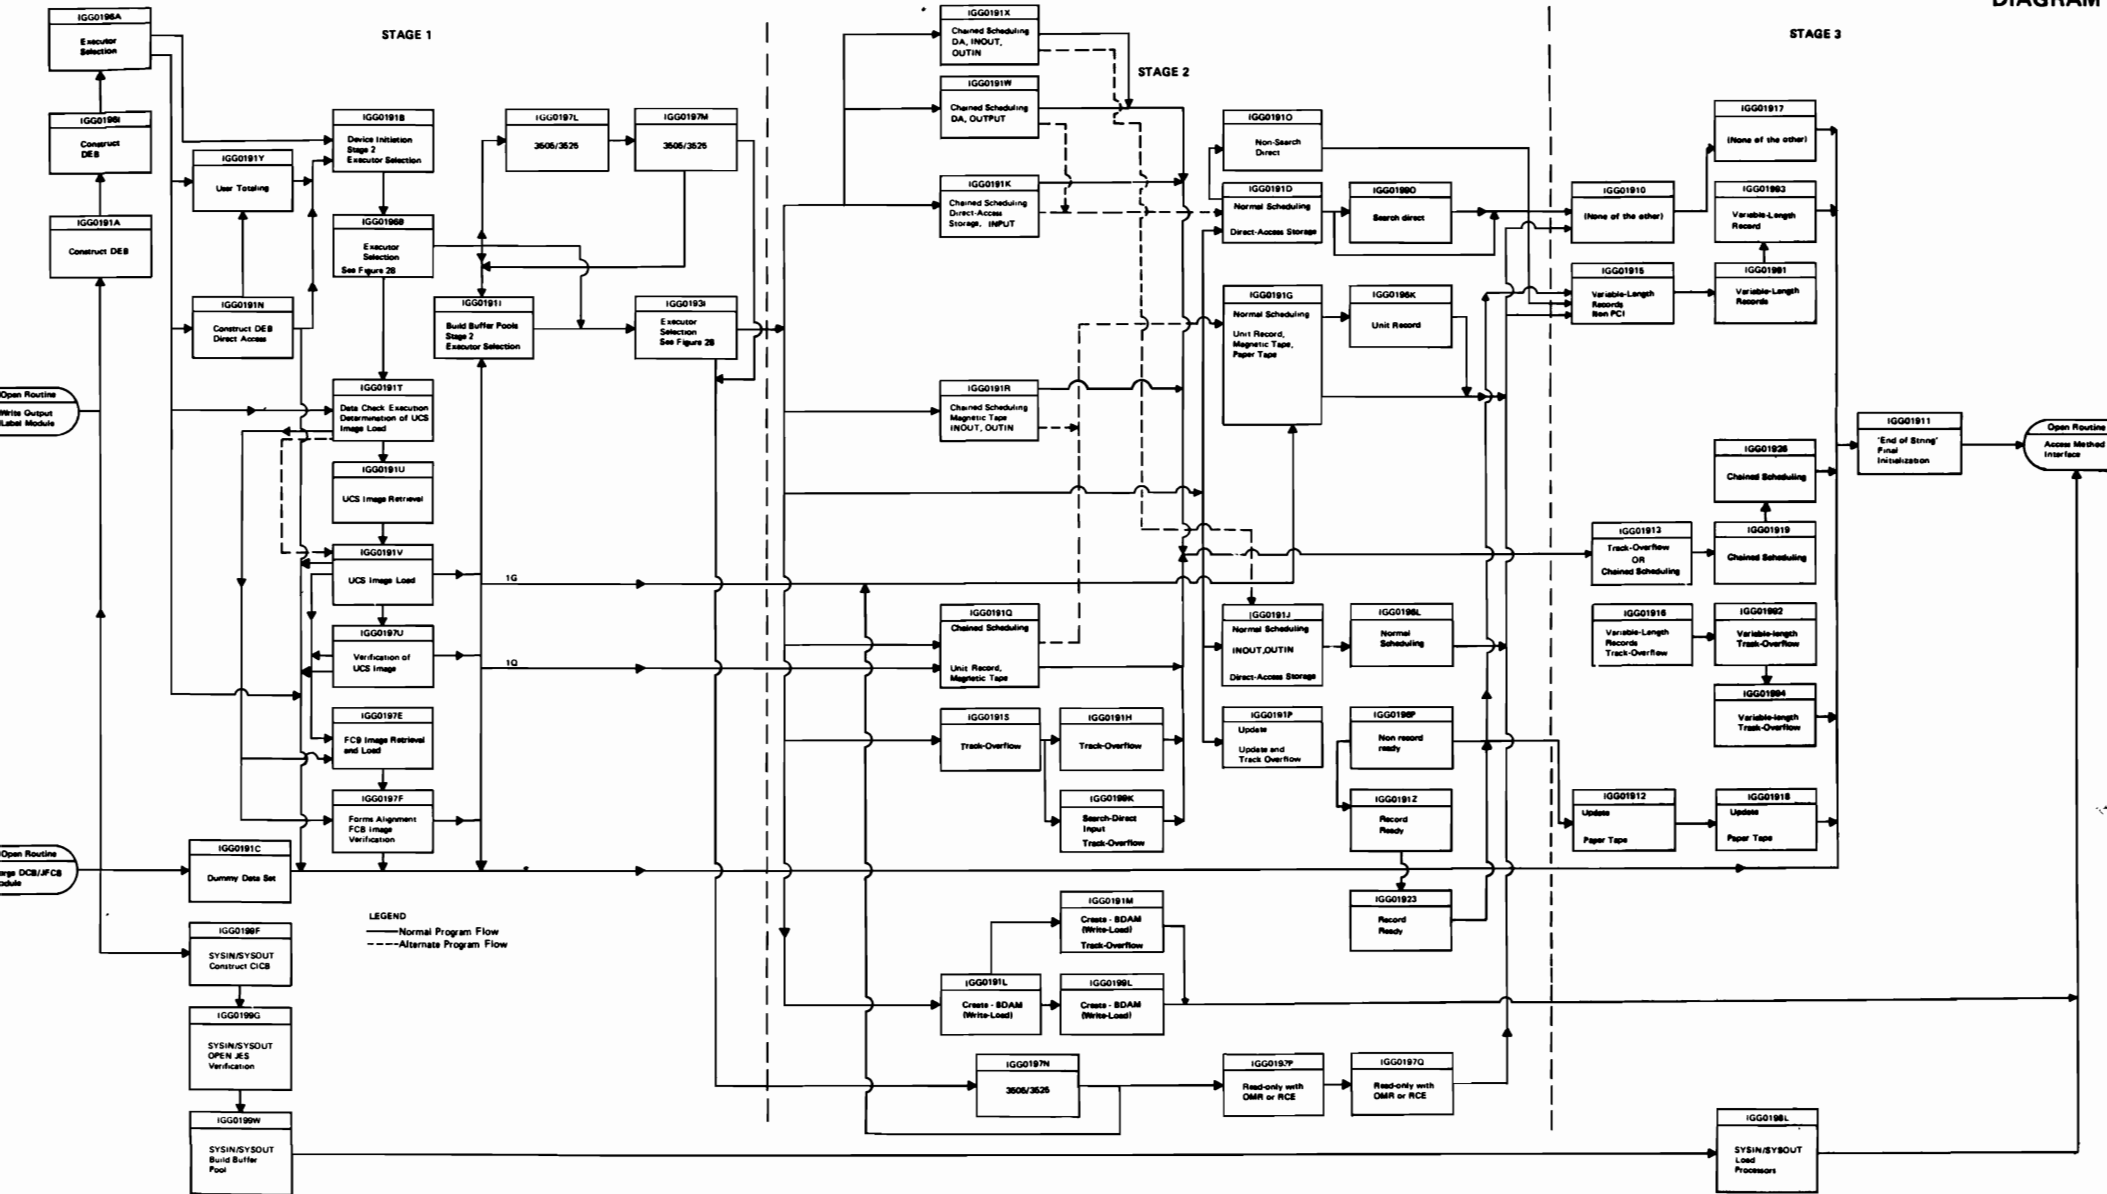 DIAGRAM
STAGE 1
STAGE 2
STAGE 3
IGG0196A
Executor
Selection
IGG0196I
Construct
DEB
IGG0191A
Construct DEB
Open Routine
Write Output
Label Module
Open Routine
DCB/JFCB
IGG0191Y
User Totaling
IGG0191N
Construct DEB
Direct Access
IGG0191C
Dummy Data Set
IGG0199F
SYSIN/SYSOUT
Construct CICB
IGG0199G
SYSIN/SYSOUT
OPEN JES
Verification
IGG0199W
SYSIN/SYSOUT
Build Buffer
Pool
IGG0191B
Device Initiation
Stage 2
Executor Selection
IGG0196B
Executor
Selection
See Figure 28
IGG0191T
Data Check Execution
Determination of UCS
Image Load
IGG0191U
UCS Image Retrieval
IGG0191V
UCS Image Load
IGG0197U
Verification of
UCS Image
IGG0197E
FCB Image Retrieval
and Load
IGG0197F
Forms Alignment
FCB Image
Verification
LEGEND
Normal Program Flow
Alternate Program Flow
IGG0197L
3505/3525
IGG0197M
3505/3525
IGG0191I
Build Buffer Pools
Stage 2
Executor Selection
IGG0193I
Executor
Selection
See Figure 28
1G
1Q
IGG0191X
Chained Scheduling
DA, INOUT,
OUTIN
IGG0191W
Chained Scheduling
DA, OUTPUT
IGG0191K
Chained Scheduling
Direct-Access
Storage, INPUT
IGG0191R
Chained Scheduling
Magnetic Tape
INOUT, OUTIN
IGG0191Q
Chained Scheduling
Unit Record,
Magnetic Tape
IGG0191S
Track-Overflow
IGG0191H
Track-Overflow
IGG0199K
Search-Direct
Input
Track-Overflow
IGG0191M
Create - BDAM
(Write-Load)
Track-Overflow
IGG0191L
Create - BDAM
(Write-Load)
IGG0199L
Create - BDAM
(Write-Load)
IGG0197N
3505/3525
IGG0191O
Non-Search
Direct
IGG0191D
Normal Scheduling
Direct-Access Storage
IGG0199O
Search direct
IGG0191G
Normal Scheduling
Unit Record,
Magnetic Tape,
Paper Tape
IGG0196K
Unit Record
IGG0191J
Normal Scheduling
INOUT,OUTIN
Direct-Access Storage
IGG0196L
Normal
Scheduling
IGG0191P
Update
Update and
Track Overflow
IGG0196P
Non record
ready
IGG0191Z
Record
Ready
IGG01923
Record
Ready
IGG0197P
Read-only with
OMR or RCE
IGG0197Q
Read-only with
OMR or RCE
IGG01910
(None of the other)
IGG01917
(None of the other)
IGG01993
Variable-Length
Record
IGG01915
Variable-Length
Records
Non PCI
IGG01991
Variable-Length
Records
IGG01926
Chained Scheduling
IGG01913
Track-Overflow
OR
Chained Scheduling
IGG01919
Chained Scheduling
IGG01916
Variable-Length
Records
Track-Overflow
IGG01992
Variable-length
Track-Overflow
IGG01994
Variable-length
Track-Overflow
IGG01912
Update
Paper Tape
IGG01918
Update
Paper Tape
IGG01911
'End of String'
Final
Initialization
Open Routine
Access Method
Interface
IGG0198L
SYSIN/SYSOUT
Load
Processors